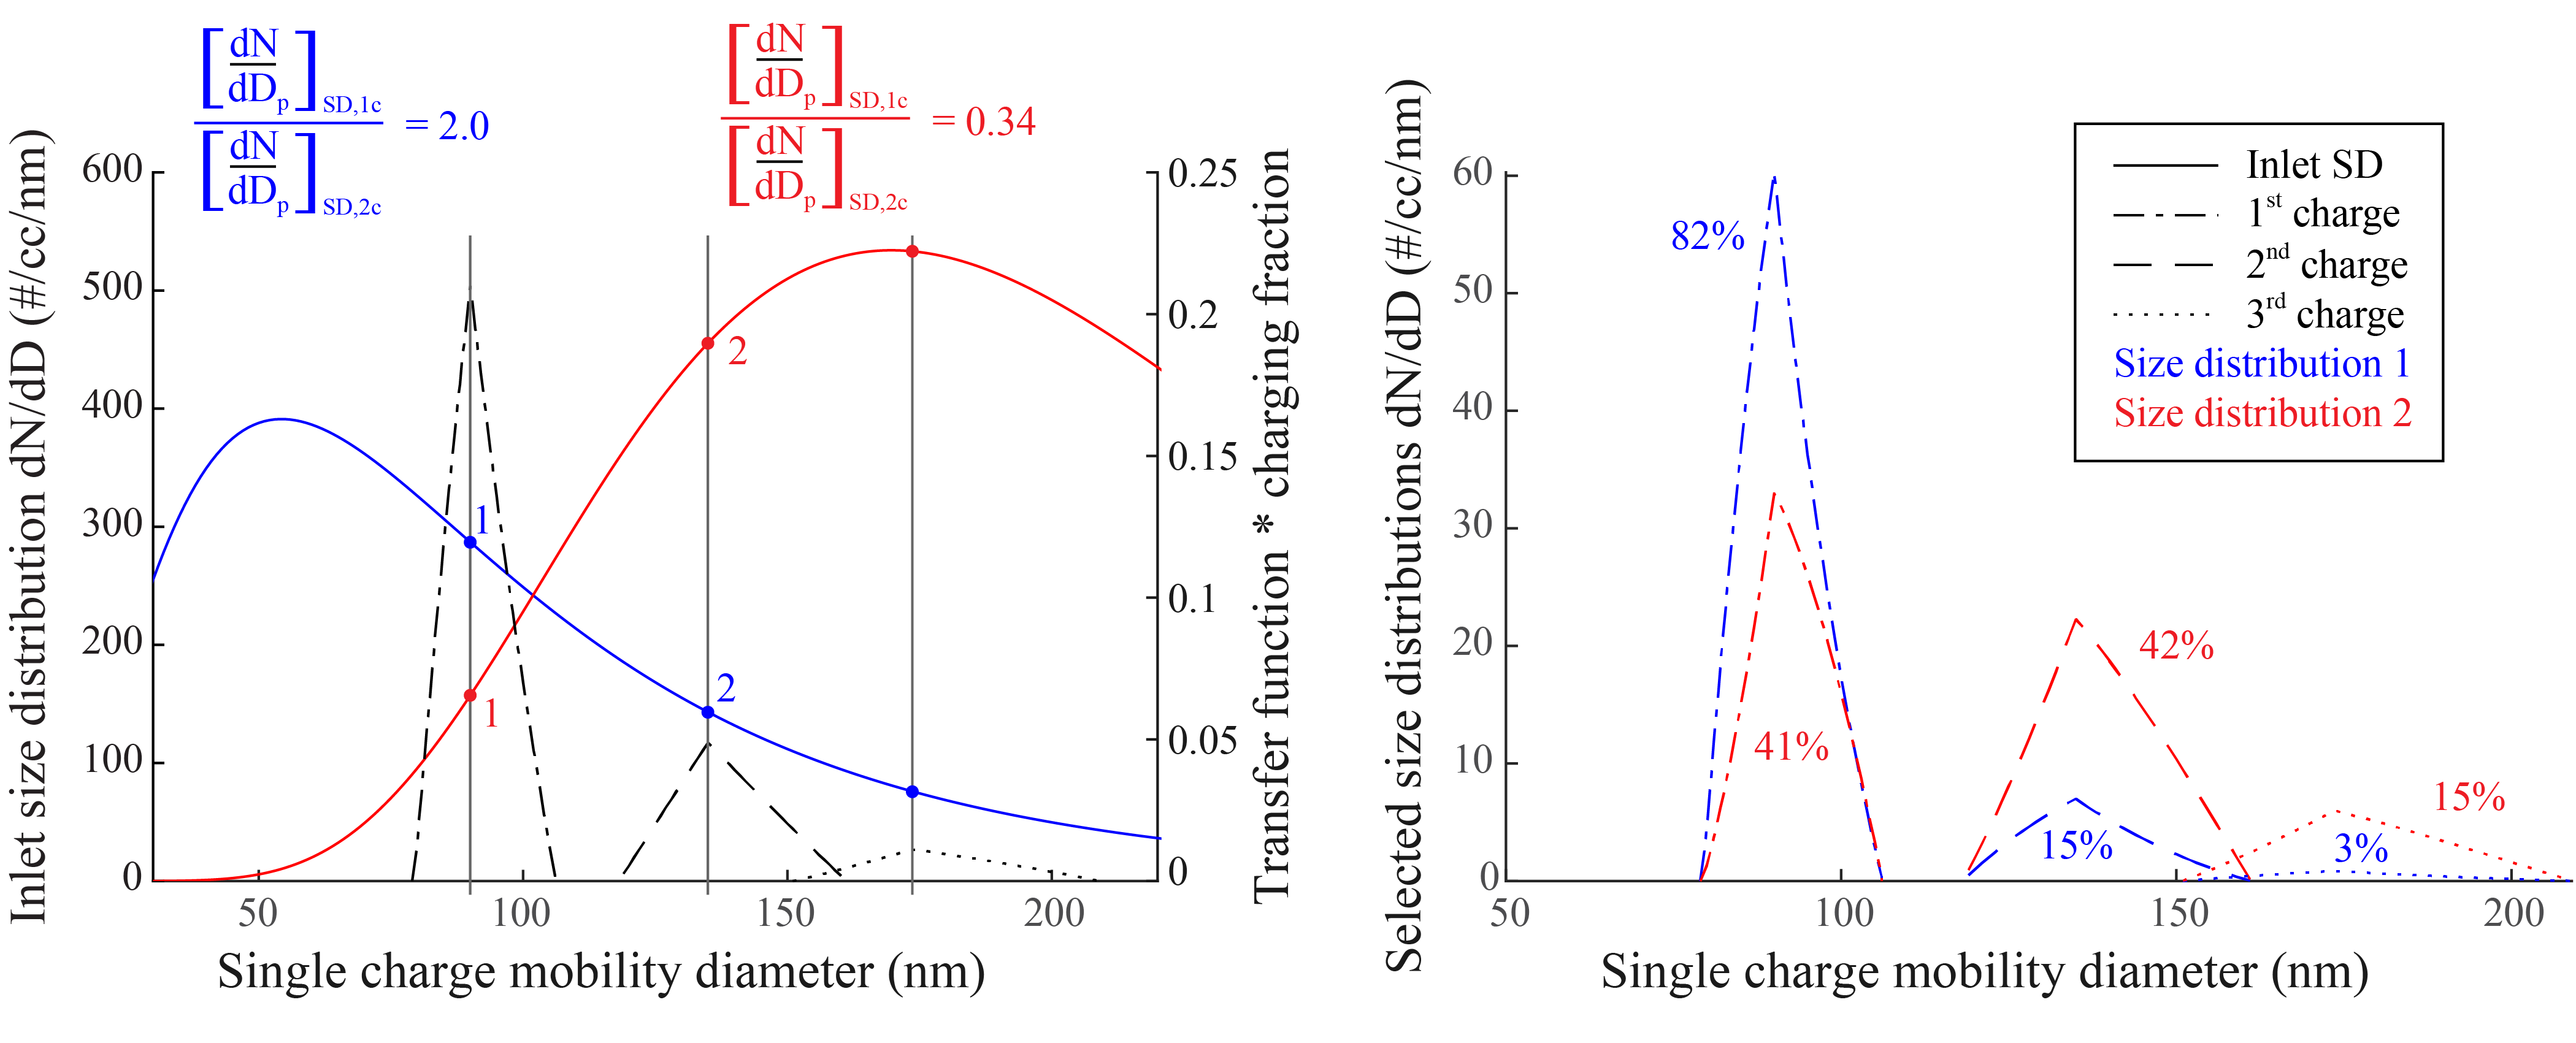 [dN/dDp]SD,1c
[dN/dDp]SD,2c
= 2.0
[dN/dDp]SD,1c
[dN/dDp]SD,2c
= 0.34
Inlet size distribution dN/dD (#/cc/nm)
600
500
400
300
200
100
0
1
2
1
2
0.25
0.2
0.15
0.1
0.05
0
Transfer function * charging fraction
50
100
150
200
Single charge mobility diameter (nm)
Selected size distributions dN/dD (#/cc/nm)
60
50
40
30
20
10
0
82%
41%
42%
15%
15%
3%
50
100
150
200
Single charge mobility diameter (nm)
Inlet SD
1st charge
2nd charge
3rd charge
Size distribution 1
Size distribution 2